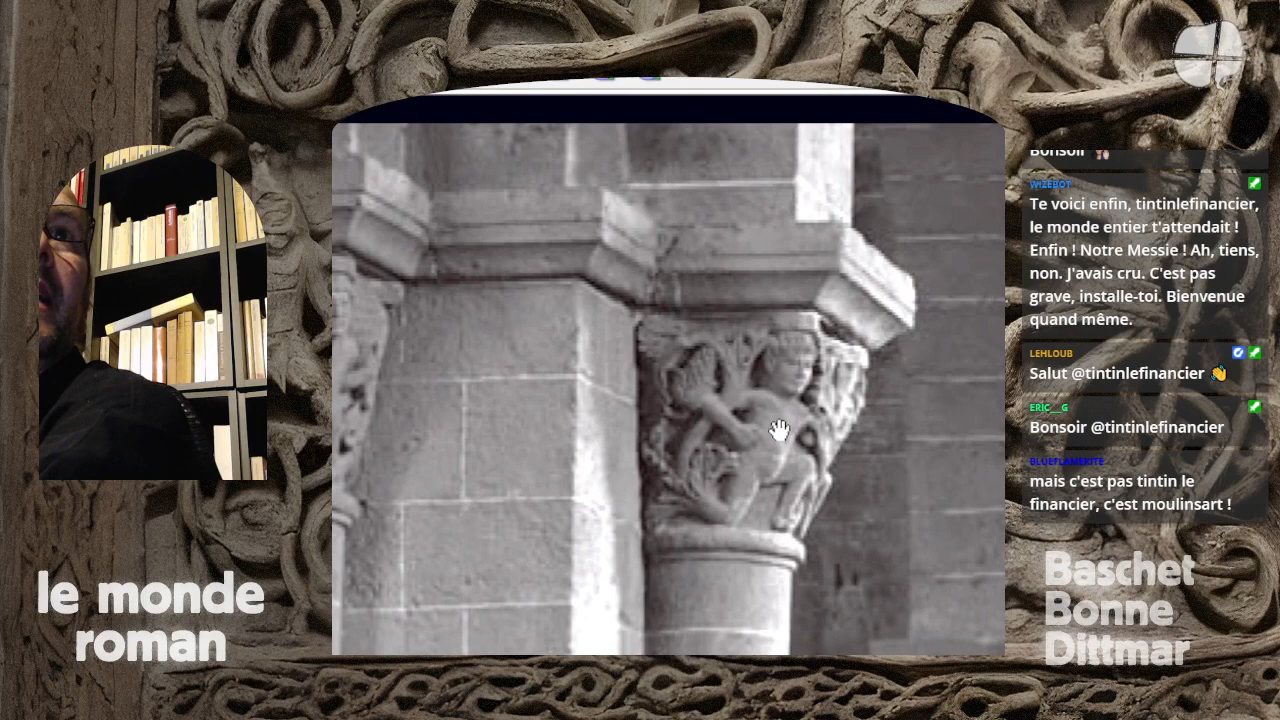 Bonsoir
WIZEBOT
Te voici enfin, tintinlefinancier,
le monde entier t'attendait !
Enfin ! Notre Messie ! Ah, tiens,
non. J'avais cru. C'est pas
grave, installe-toi. Bienvenue
quand même.
LEHLOUB
Salut @tintinlefinancier 👏
ERIC__G
Bonsoir @tintinlefinancier
BLUEFLAMEKITE
mais c'est pas tintin le
financier, c'est moulinsart !
le monde
roman
Baschet
Bonne
Dittmar